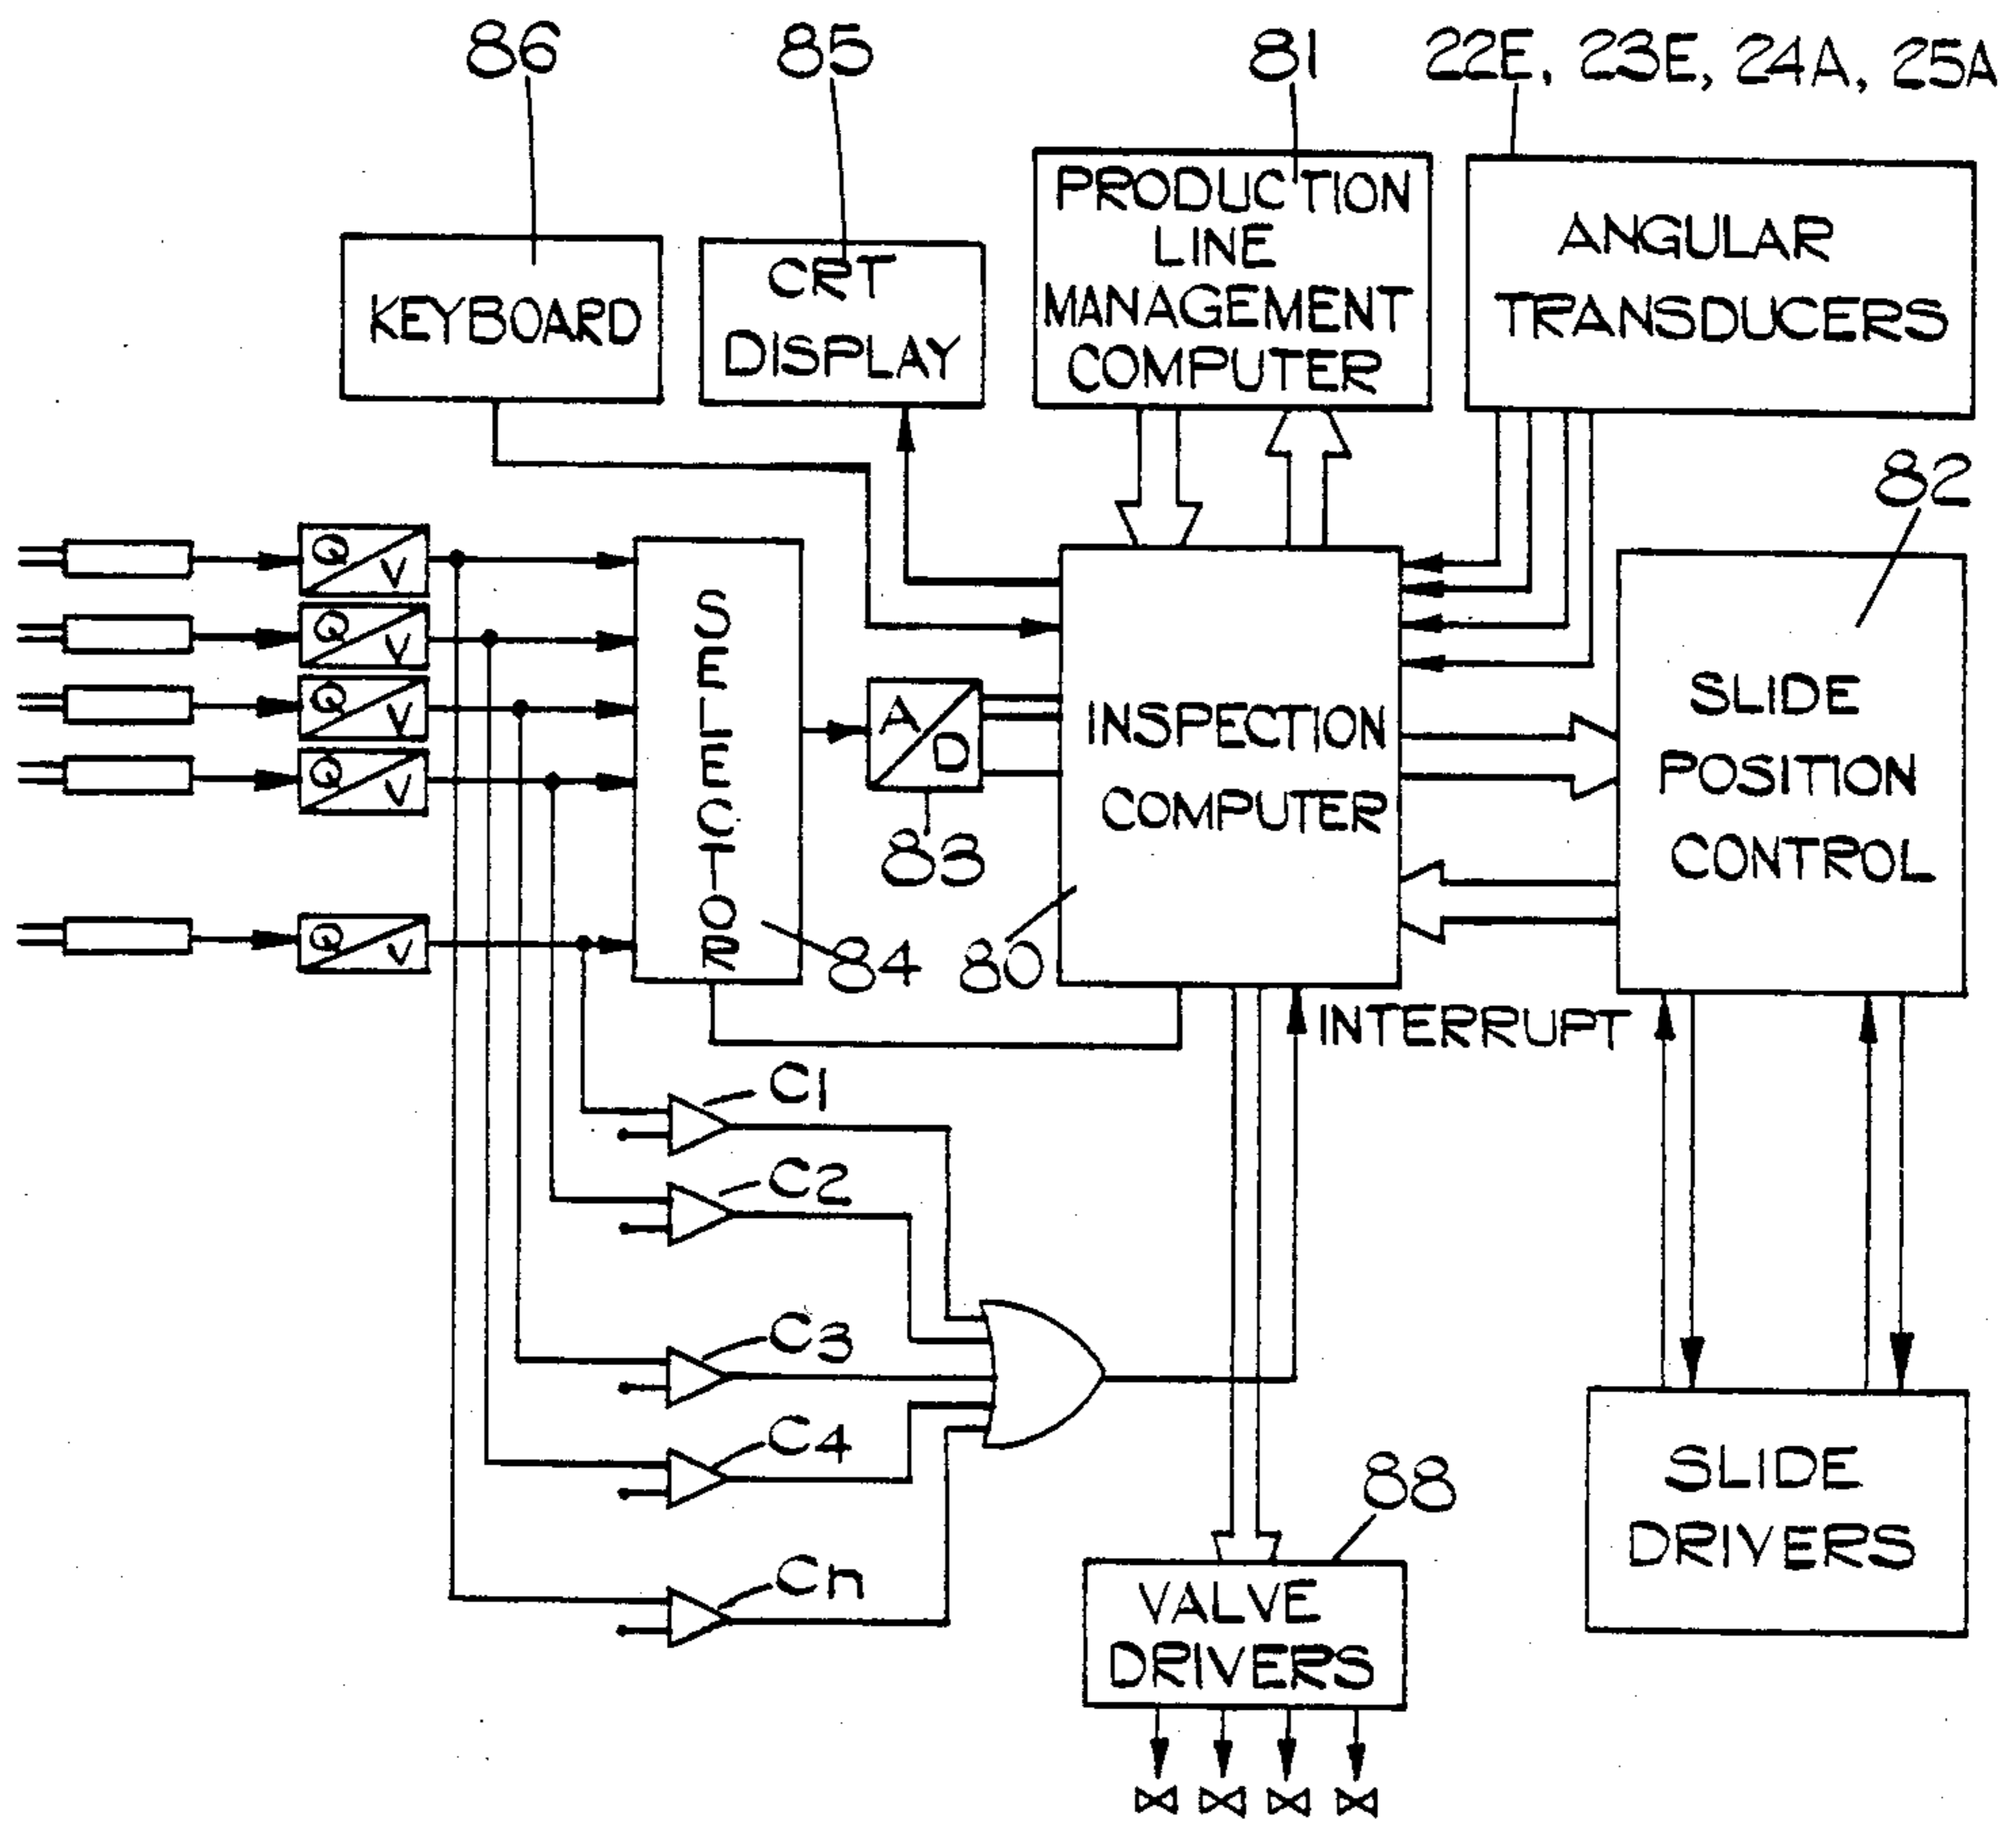 86
85
81
22E, 23E, 24A, 25A
KEYBOARD
CRT
DISPLAY
PRODUCTION
LINE
MANAGEMENT
COMPUTER
ANGULAR
TRANSDUCERS
82
Q/V
Q/V
Q/V
Q/V
Q/V
SELECTOR
84
A/D
83
INSPECTION
COMPUTER
80
SLIDE
POSITION
CONTROL
INTERRUPT
C1
C2
C3
C4
Cn
88
VALVE
DRIVERS
SLIDE
DRIVERS